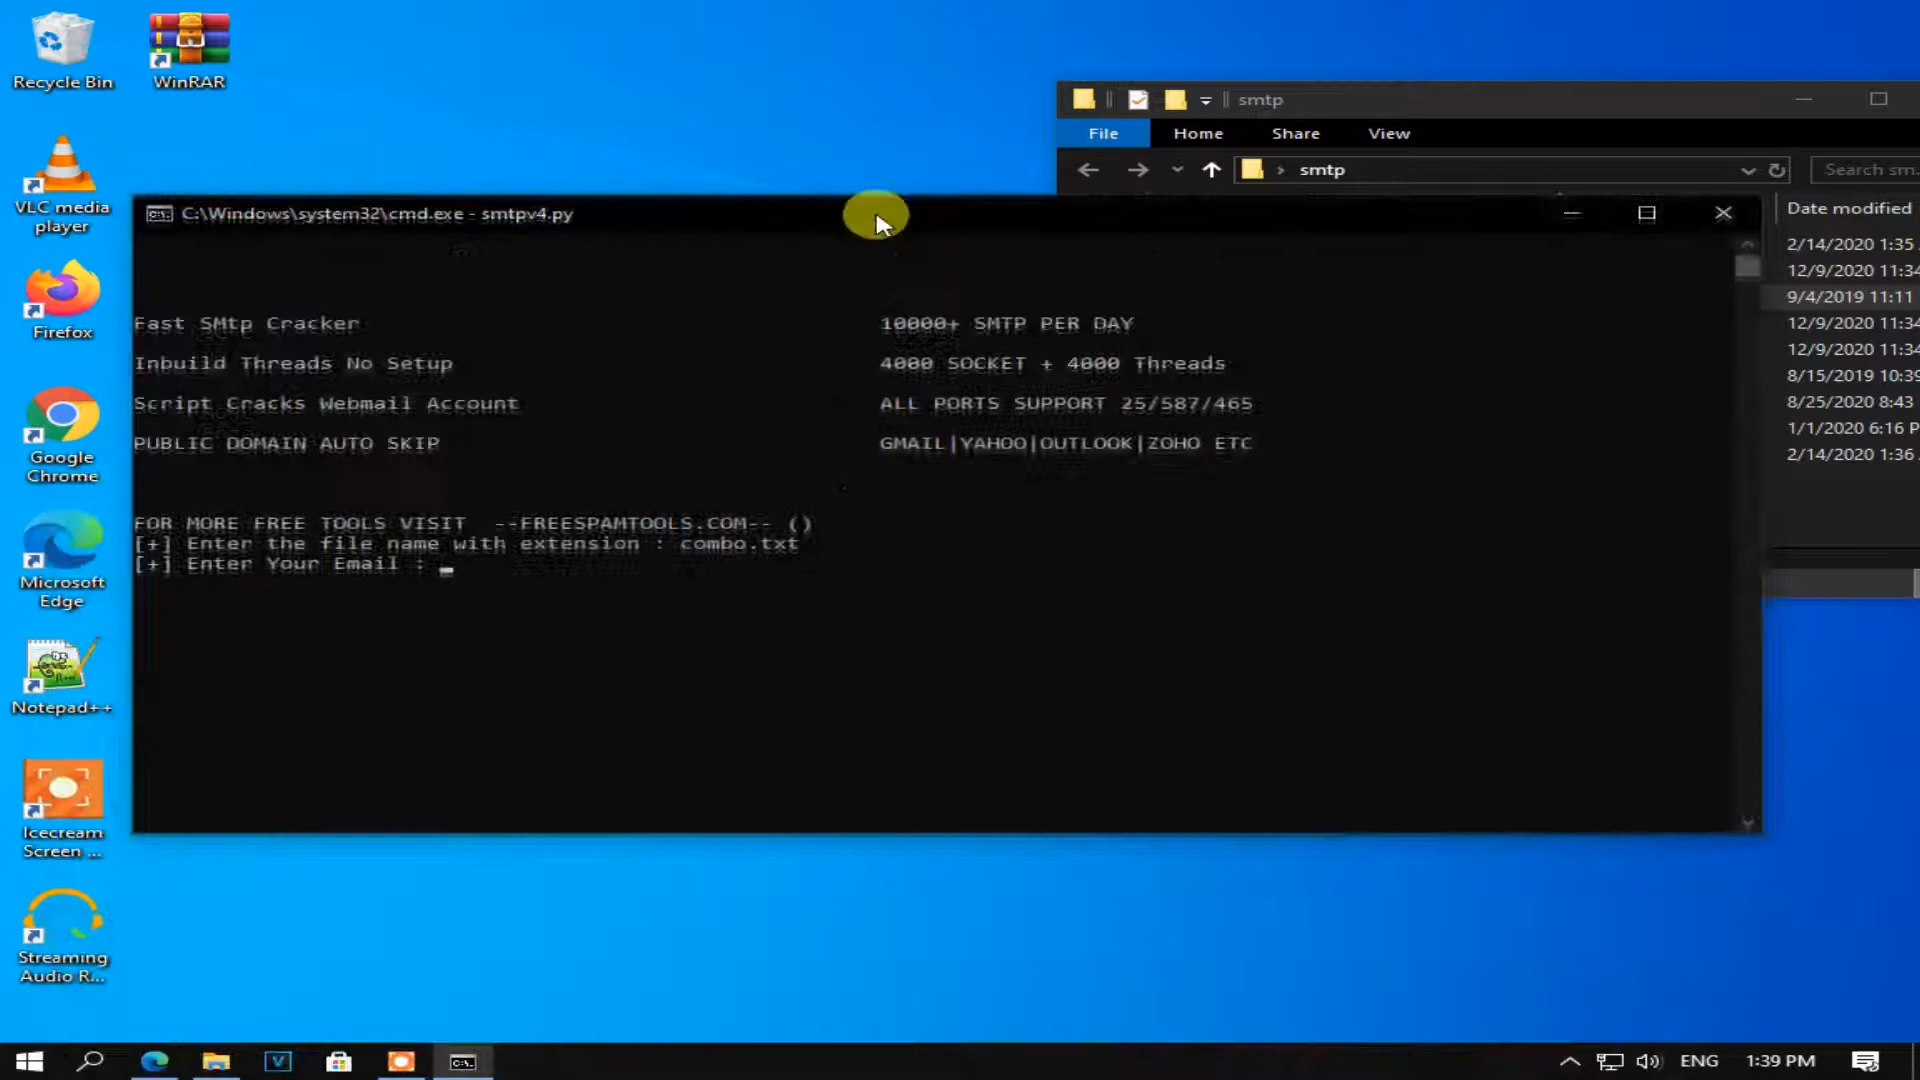 Recycle Bin
WinRAR
VLC media
player
Firefox
Google
Chrome
Microsoft
Edge
Notepad++
Icecream
Screen ...
Streaming
Audio R...
smtp
File
Home
Share
View
smtp
Search sm.
Date modified
2/14/2020 1:35
12/9/2020 11:34
9/4/2019 11:11
12/9/2020 11:34
12/9/2020 11:34
8/15/2019 10:39
8/25/2020 8:43
1/1/2020 6:16 P
2/14/2020 1:36
C:\Windows\system32\cmd.exe - smtpv4.py
Fast SMtp Cracker 10000+ SMTP PER DAY
Inbuild Threads No Setup 4000 SOCKET + 4000 Threads
Script Cracks Webmail Account ALL PORTS SUPPORT 25/587/465
PUBLIC DOMAIN AUTO SKIP GMAIL|YAHOO|OUTLOOK|ZOHO ETC
FOR MORE FREE TOOLS VISIT --FREESPAMTOOLS.COM-- ()
[+] Enter the file name with extension : combo.txt
[+] Enter Your Email : _
ENG
1:39 PM